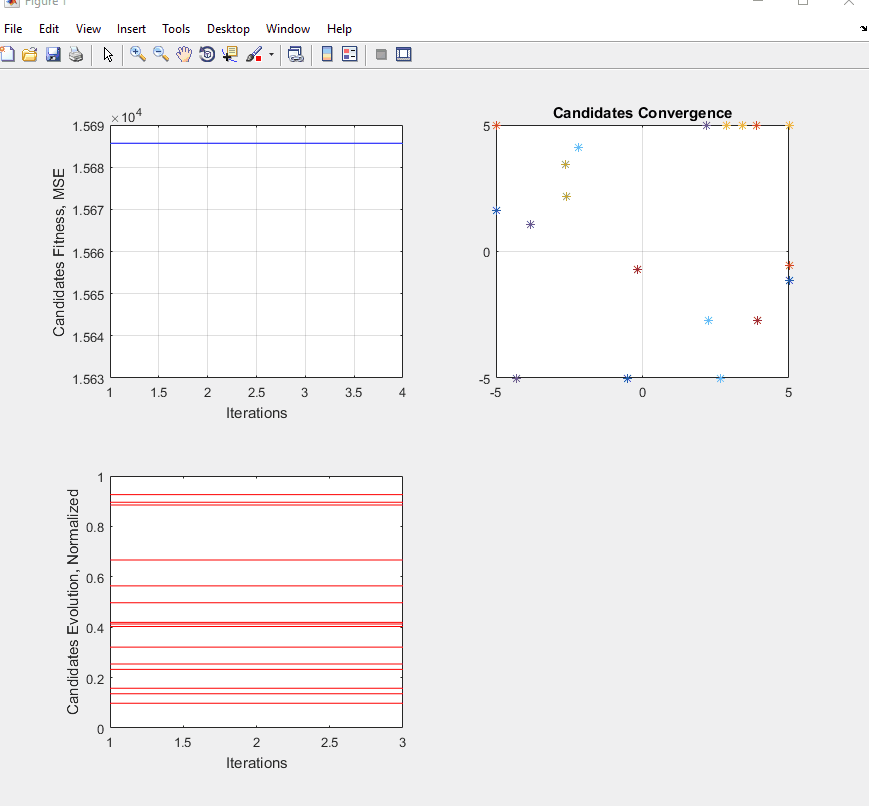 Figure 1
File Edit View Insert Tools Desktop Window Help
×10^4
1.569
1.568
1.567
1.566
1.565
1.564
1.563
1 1.5 2 2.5 3 3.5 4
Iterations
Candidates Fitness, MSE
Candidates Convergence
5
0
-5
-5 0 5
1
0.8
0.6
0.4
0.2
0
1 1.5 2 2.5 3
Iterations
Candidates Evolution, Normalized